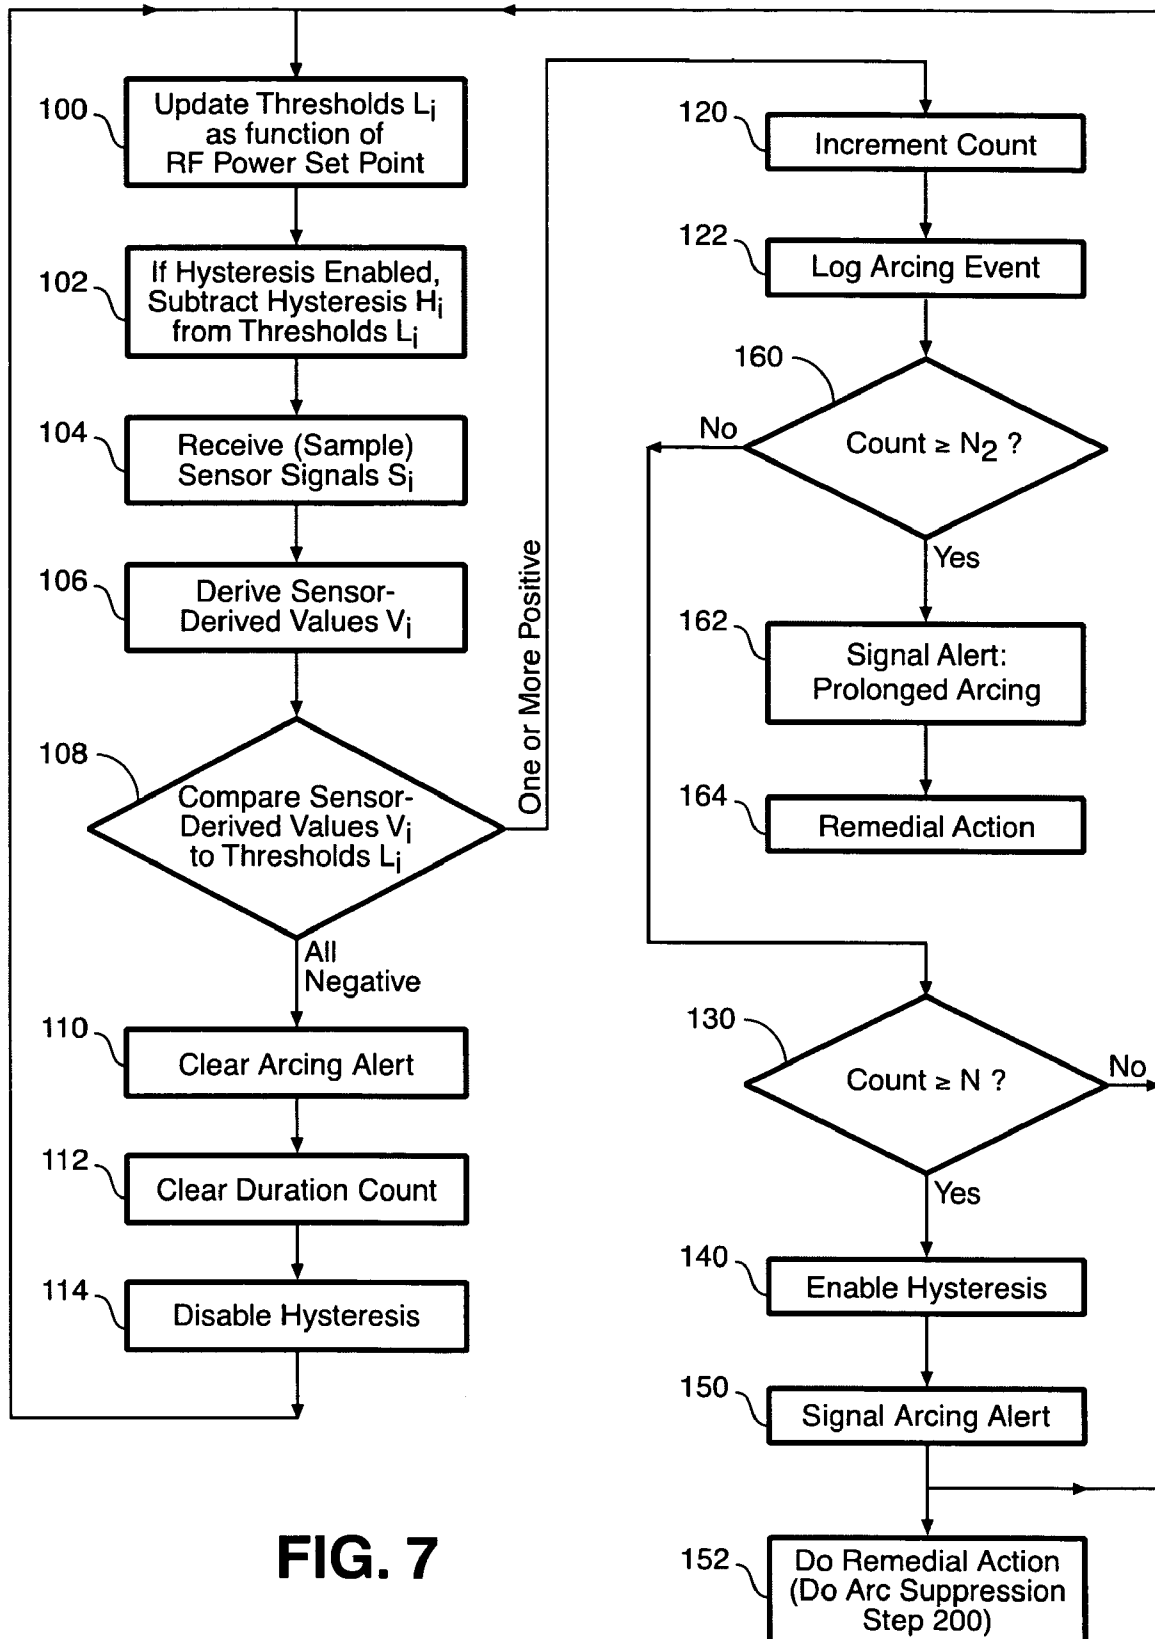 100
Update Thresholds Li
as function of
RF Power Set Point
102
If Hysteresis Enabled,
Subtract Hysteresis Hi
from Thresholds Li
104
Receive (Sample)
Sensor Signals Si
106
Derive Sensor-
Derived Values Vi
108
Compare Sensor-
Derived Values Vi
to Thresholds Li
One or More Positive
All
Negative
110
Clear Arcing Alert
112
Clear Duration Count
114
Disable Hysteresis
120
Increment Count
122
Log Arcing Event
160
Count ≥ N2 ?
No
Yes
162
Signal Alert:
Prolonged Arcing
164
Remedial Action
130
Count ≥ N ?
No
Yes
140
Enable Hysteresis
150
Signal Arcing Alert
152
Do Remedial Action
(Do Arc Suppression
Step 200)
FIG. 7